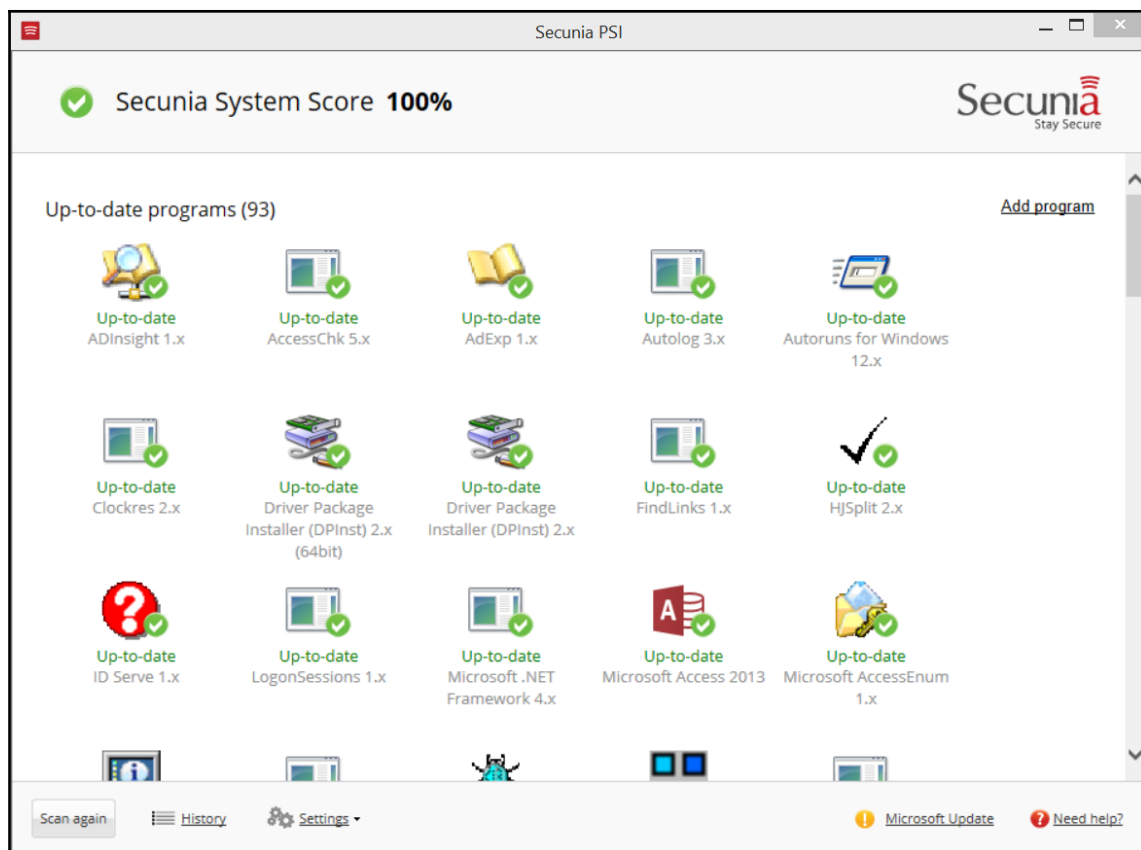 Secunia PSI
Secunia System Score 100%
Secunia
Stay Secure
Up-to-date programs (93)
Add program
Up-to-date
ADInsight 1.x
Up-to-date
AccessChk 5.x
Up-to-date
AdExp 1.x
Up-to-date
Autolog 3.x
Up-to-date
Autoruns for Windows
12.x
Up-to-date
Clockres 2.x
Up-to-date
Driver Package
Installer (DPInst) 2.x
(64bit)
Up-to-date
Driver Package
Installer (DPInst) 2.x
Up-to-date
FindLinks 1.x
Up-to-date
HJSplit 2.x
Up-to-date
ID Serve 1.x
Up-to-date
LogonSessions 1.x
Up-to-date
Microsoft .NET
Framework 4.x
A
Up-to-date
Microsoft Access 2013
Up-to-date
Microsoft AccessEnum
1.x
Scan again
History
Settings
Microsoft Update
Need help?